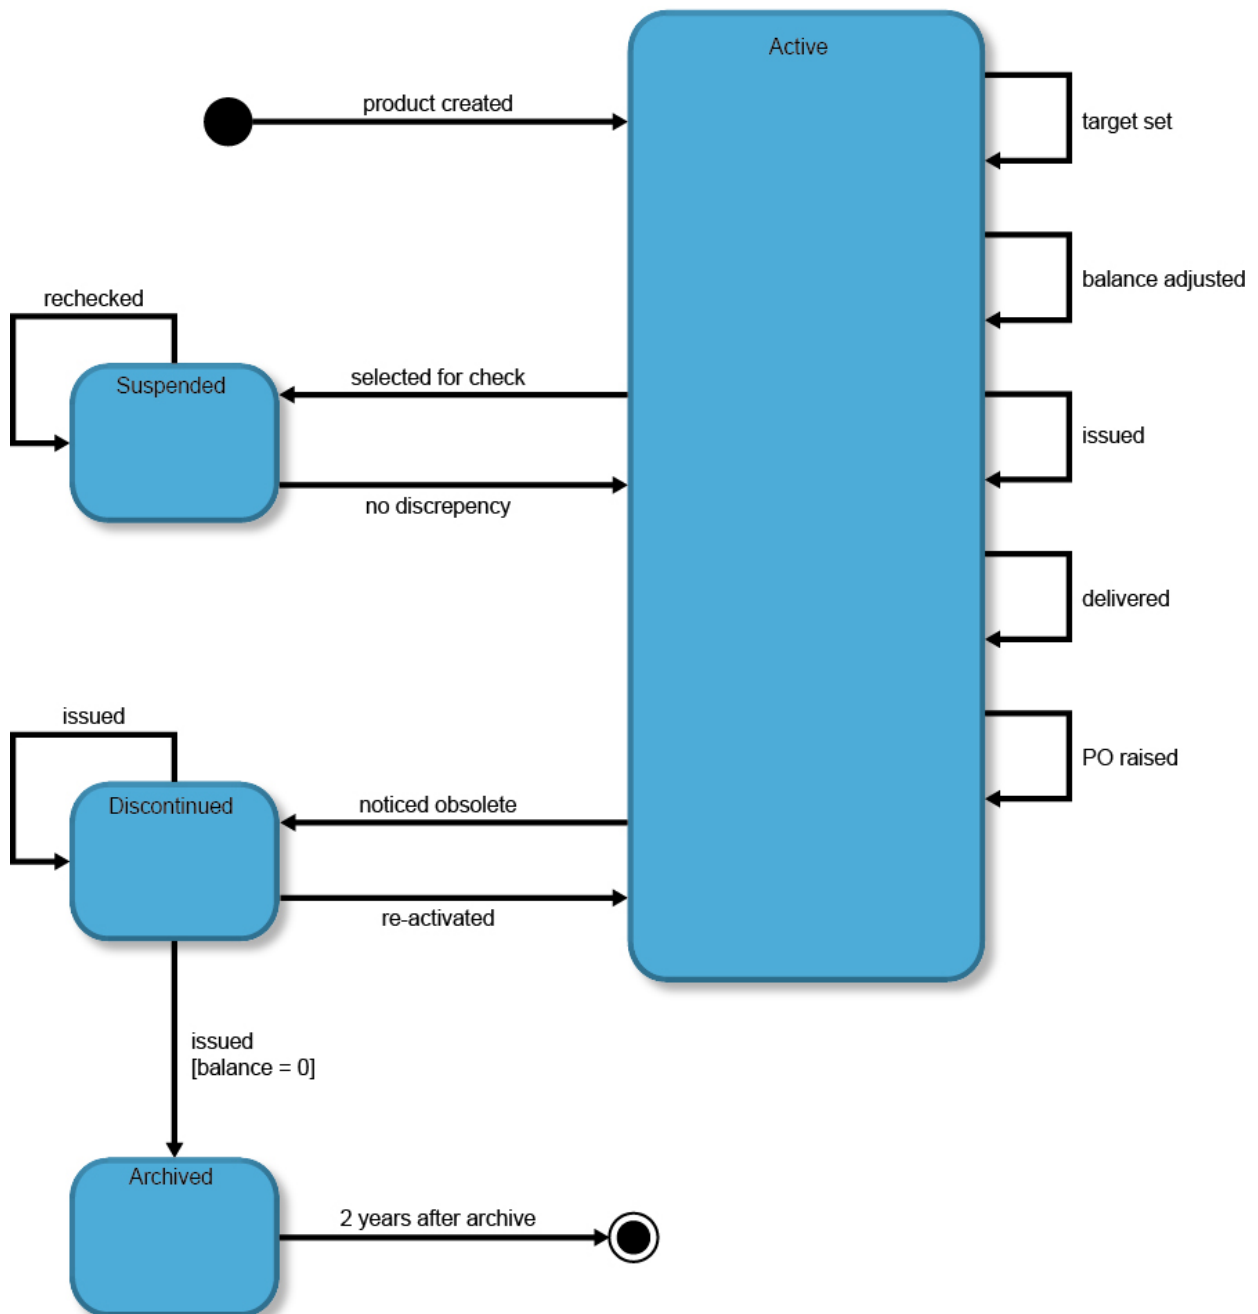 Active
product created
target set
balance adjusted
rechecked
Suspended
selected for check
issued
no discrepency
delivered
issued
PO raised
Discontinued
noticed obsolete
re-activated
issued
[balance = 0]
Archived
2 years after archive